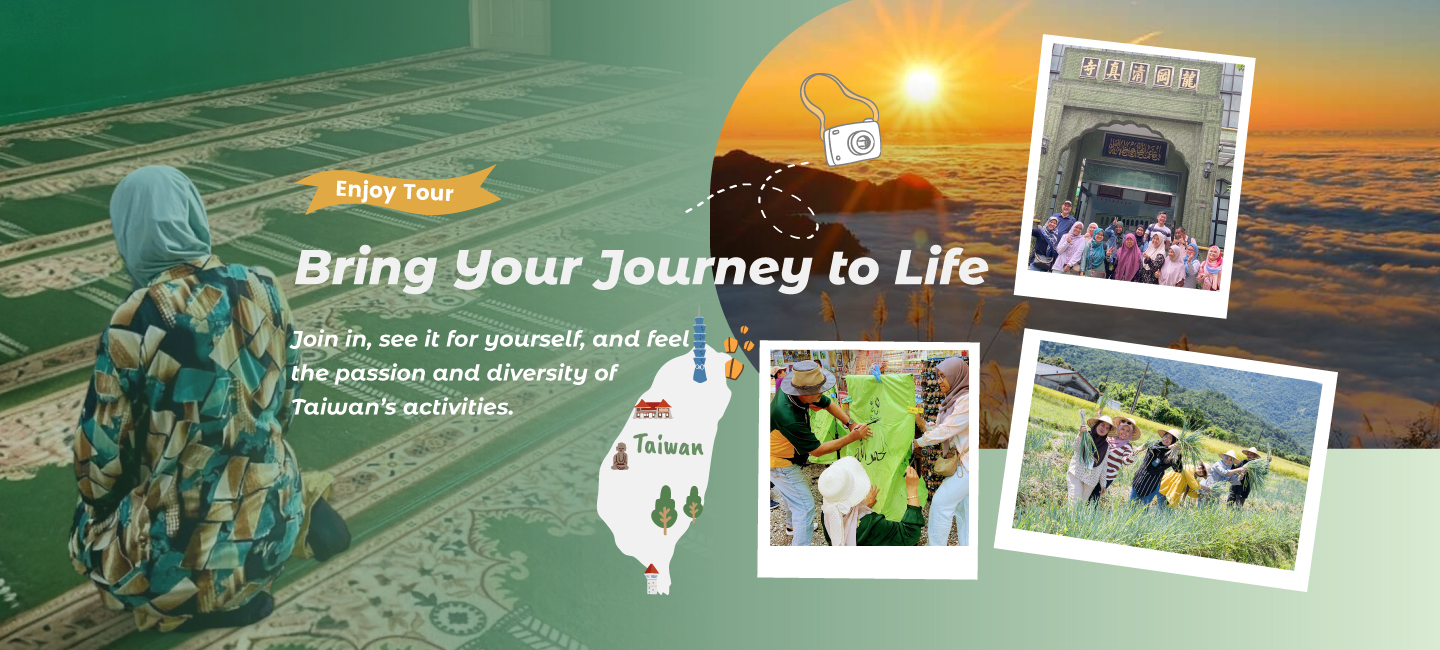 Enjoy Tour
Bring Your Journey to Life
Join in, see it for yourself, and feel
the passion and diversity of
Taiwan's activities.
Taiwan
寺真清岡龍